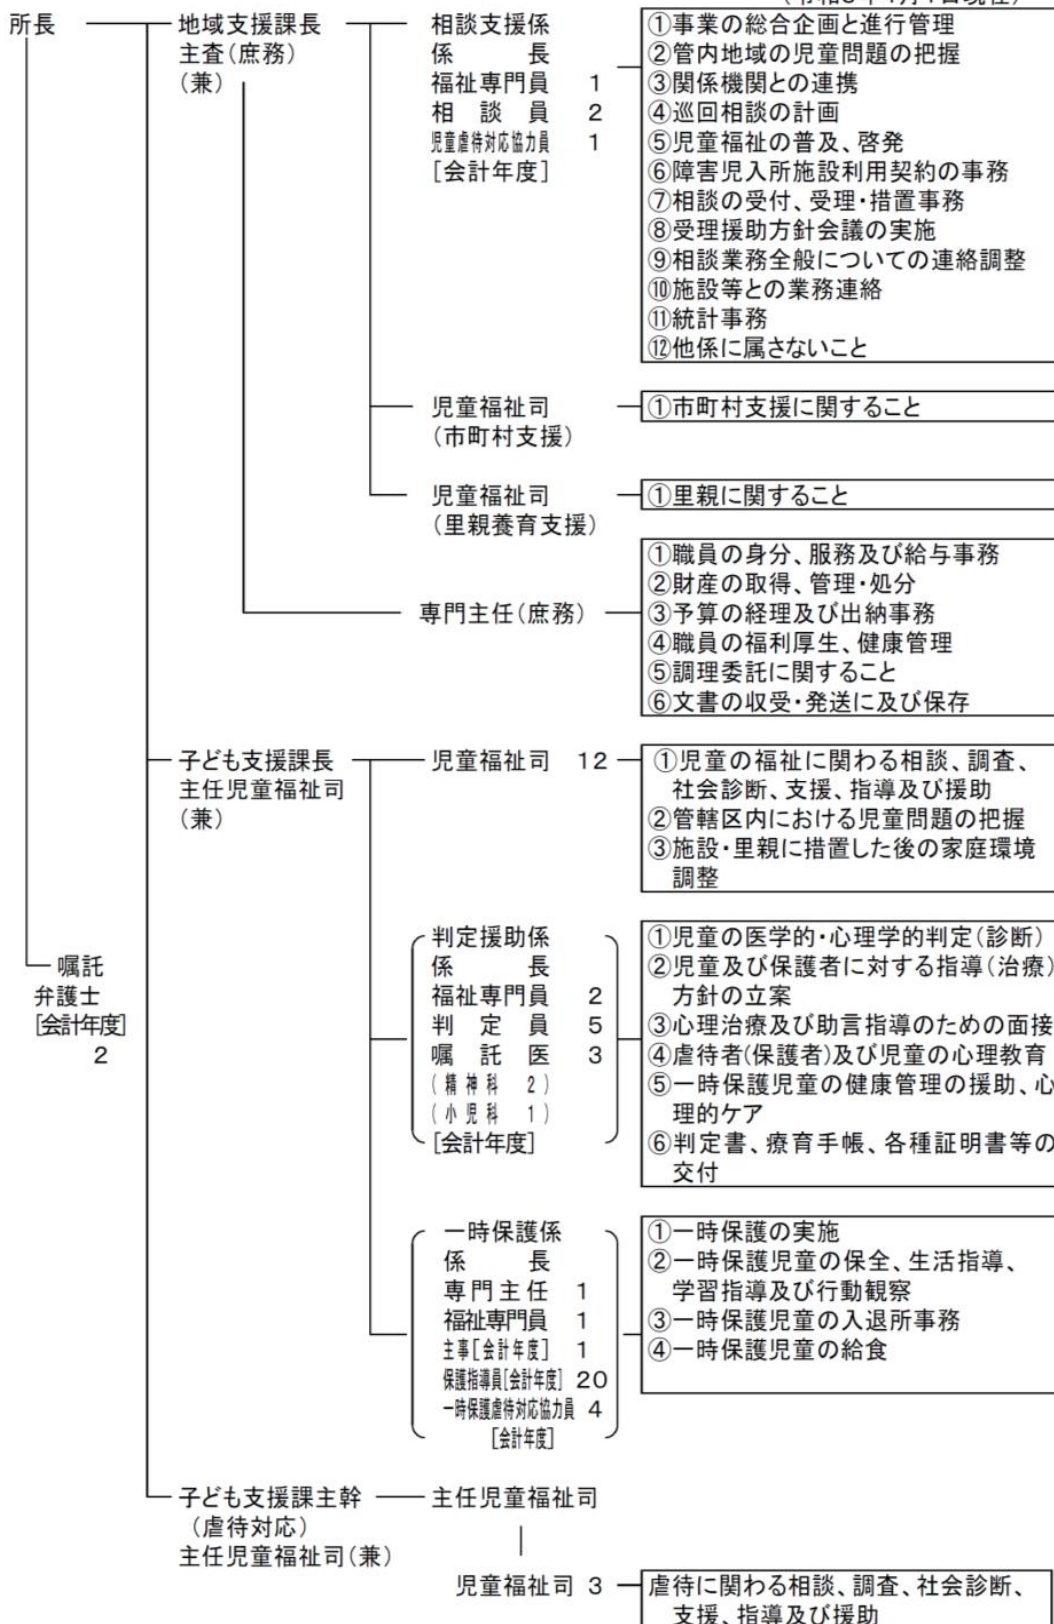 所長
地域支援課長
主査(庶務)
(兼)
相談支援係
係　　長
福祉専門員　1
相　談　員　2
児童虐待対応協力員　1
[会計年度]
①事業の総合企画と進行管理
②管内地域の児童問題の把握
③関係機関との連携
④巡回相談の計画
⑤児童福祉の普及、啓発
⑥障害児入所施設利用契約の事務
⑦相談の受付、受理・措置事務
⑧受理援助方針会議の実施
⑨相談業務全般についての連絡調整
⑩施設等との業務連絡
⑪統計事務
⑫他係に属さないこと
児童福祉司
(市町村支援)
①市町村支援に関すること
児童福祉司
(里親養育支援)
①里親に関すること
専門主任(庶務)
①職員の身分、服務及び給与事務
②財産の取得、管理・処分
③予算の経理及び出納事務
④職員の福利厚生、健康管理
⑤調理委託に関すること
⑥文書の収受・発送に及び保存
子ども支援課長
主任児童福祉司
(兼)
児童福祉司　12
①児童の福祉に関わる相談、調査、
社会診断、支援、指導及び援助
②管轄区内における児童問題の把握
③施設・里親に措置した後の家庭環境
調整
嘱託
弁護士
[会計年度]
2
判定援助係
係　　長
福祉専門員　2
判　定　員　5
嘱　託　医　3
(精神科　2)
(小児科　1)
[会計年度]
①児童の医学的・心理学的判定(診断)
②児童及び保護者に対する指導(治療)
方針の立案
③心理治療及び助言指導のための面接
④虐待者(保護者)及び児童の心理教育
⑤一時保護児童の健康管理の援助、心
理的ケア
⑥判定書、療育手帳、各種証明書等の
交付
一時保護係
係　　長
専門主任　1
福祉専門員　1
主事[会計年度]　1
保護指導員[会計年度]　20
一時保護虐待対応協力員　4
[会計年度]
①一時保護の実施
②一時保護児童の保全、生活指導、
学習指導及び行動観察
③一時保護児童の入退所事務
④一時保護児童の給食
子ども支援課主幹
(虐待対応)
主任児童福祉司(兼)
主任児童福祉司
児童福祉司　3
虐待に関わる相談、調査、社会診断、
支援、指導及び援助